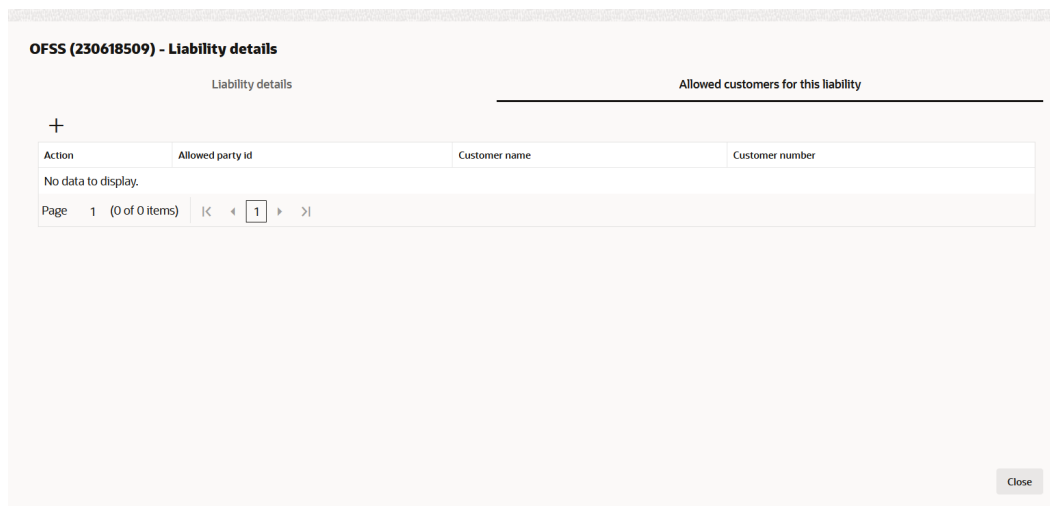 OFSS (230618509) - Liability details
Liability details Allowed customers for this liability
Action Allowed party id Customer name Customer number
No data to display.
Page 1 (0 of 0 items) 1
Close